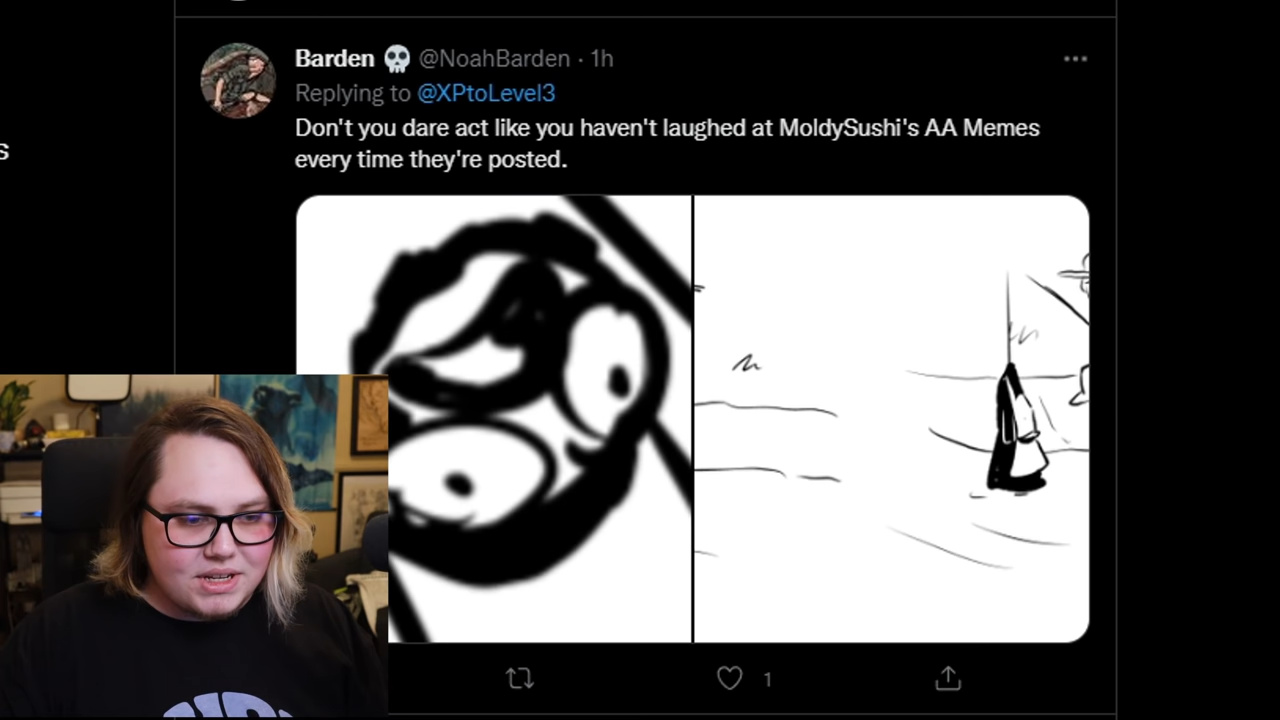 s
Barden 💀 @NoahBarden · 1h
Replying to @XPtoLevel3
Don't you dare act like you haven't laughed at MoldySushi's AA Memes
every time they're posted.
1